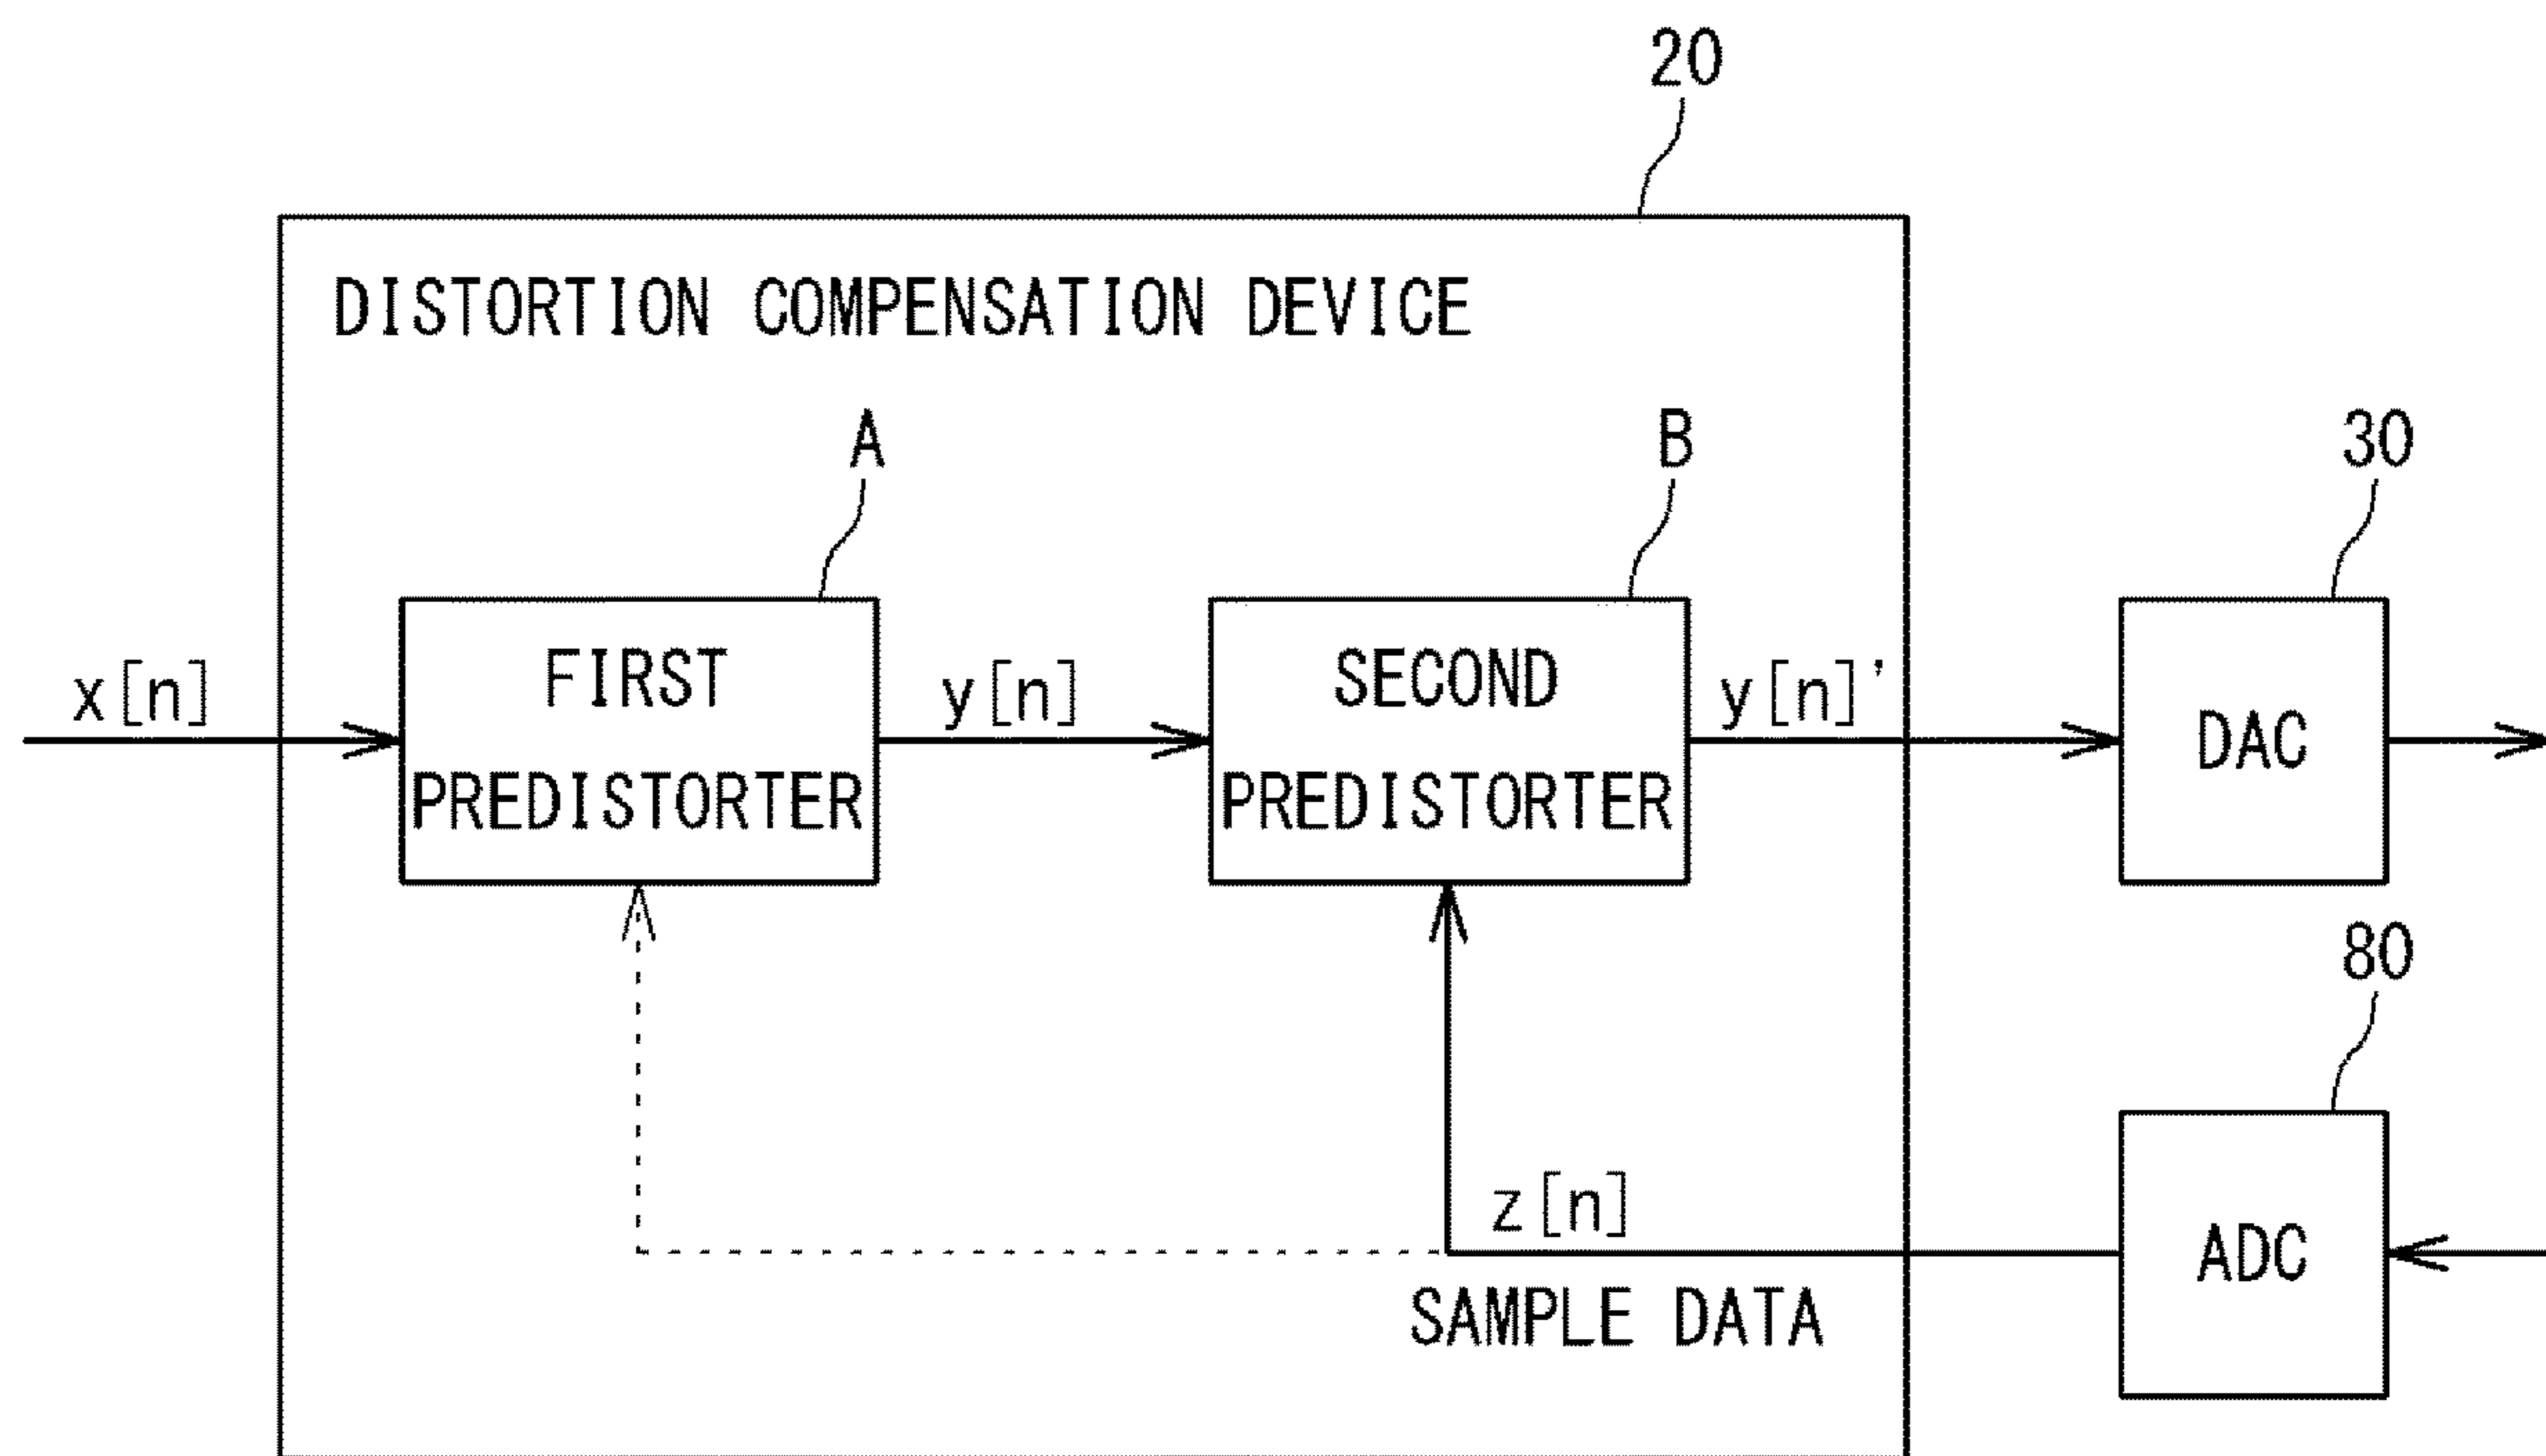 20
DISTORTION COMPENSATION DEVICE
A
B
30
x[n]
FIRST
PREDISTORTER
y[n]
SECOND
PREDISTORTER
y[n]'
DAC
80
z[n]
SAMPLE DATA
ADC